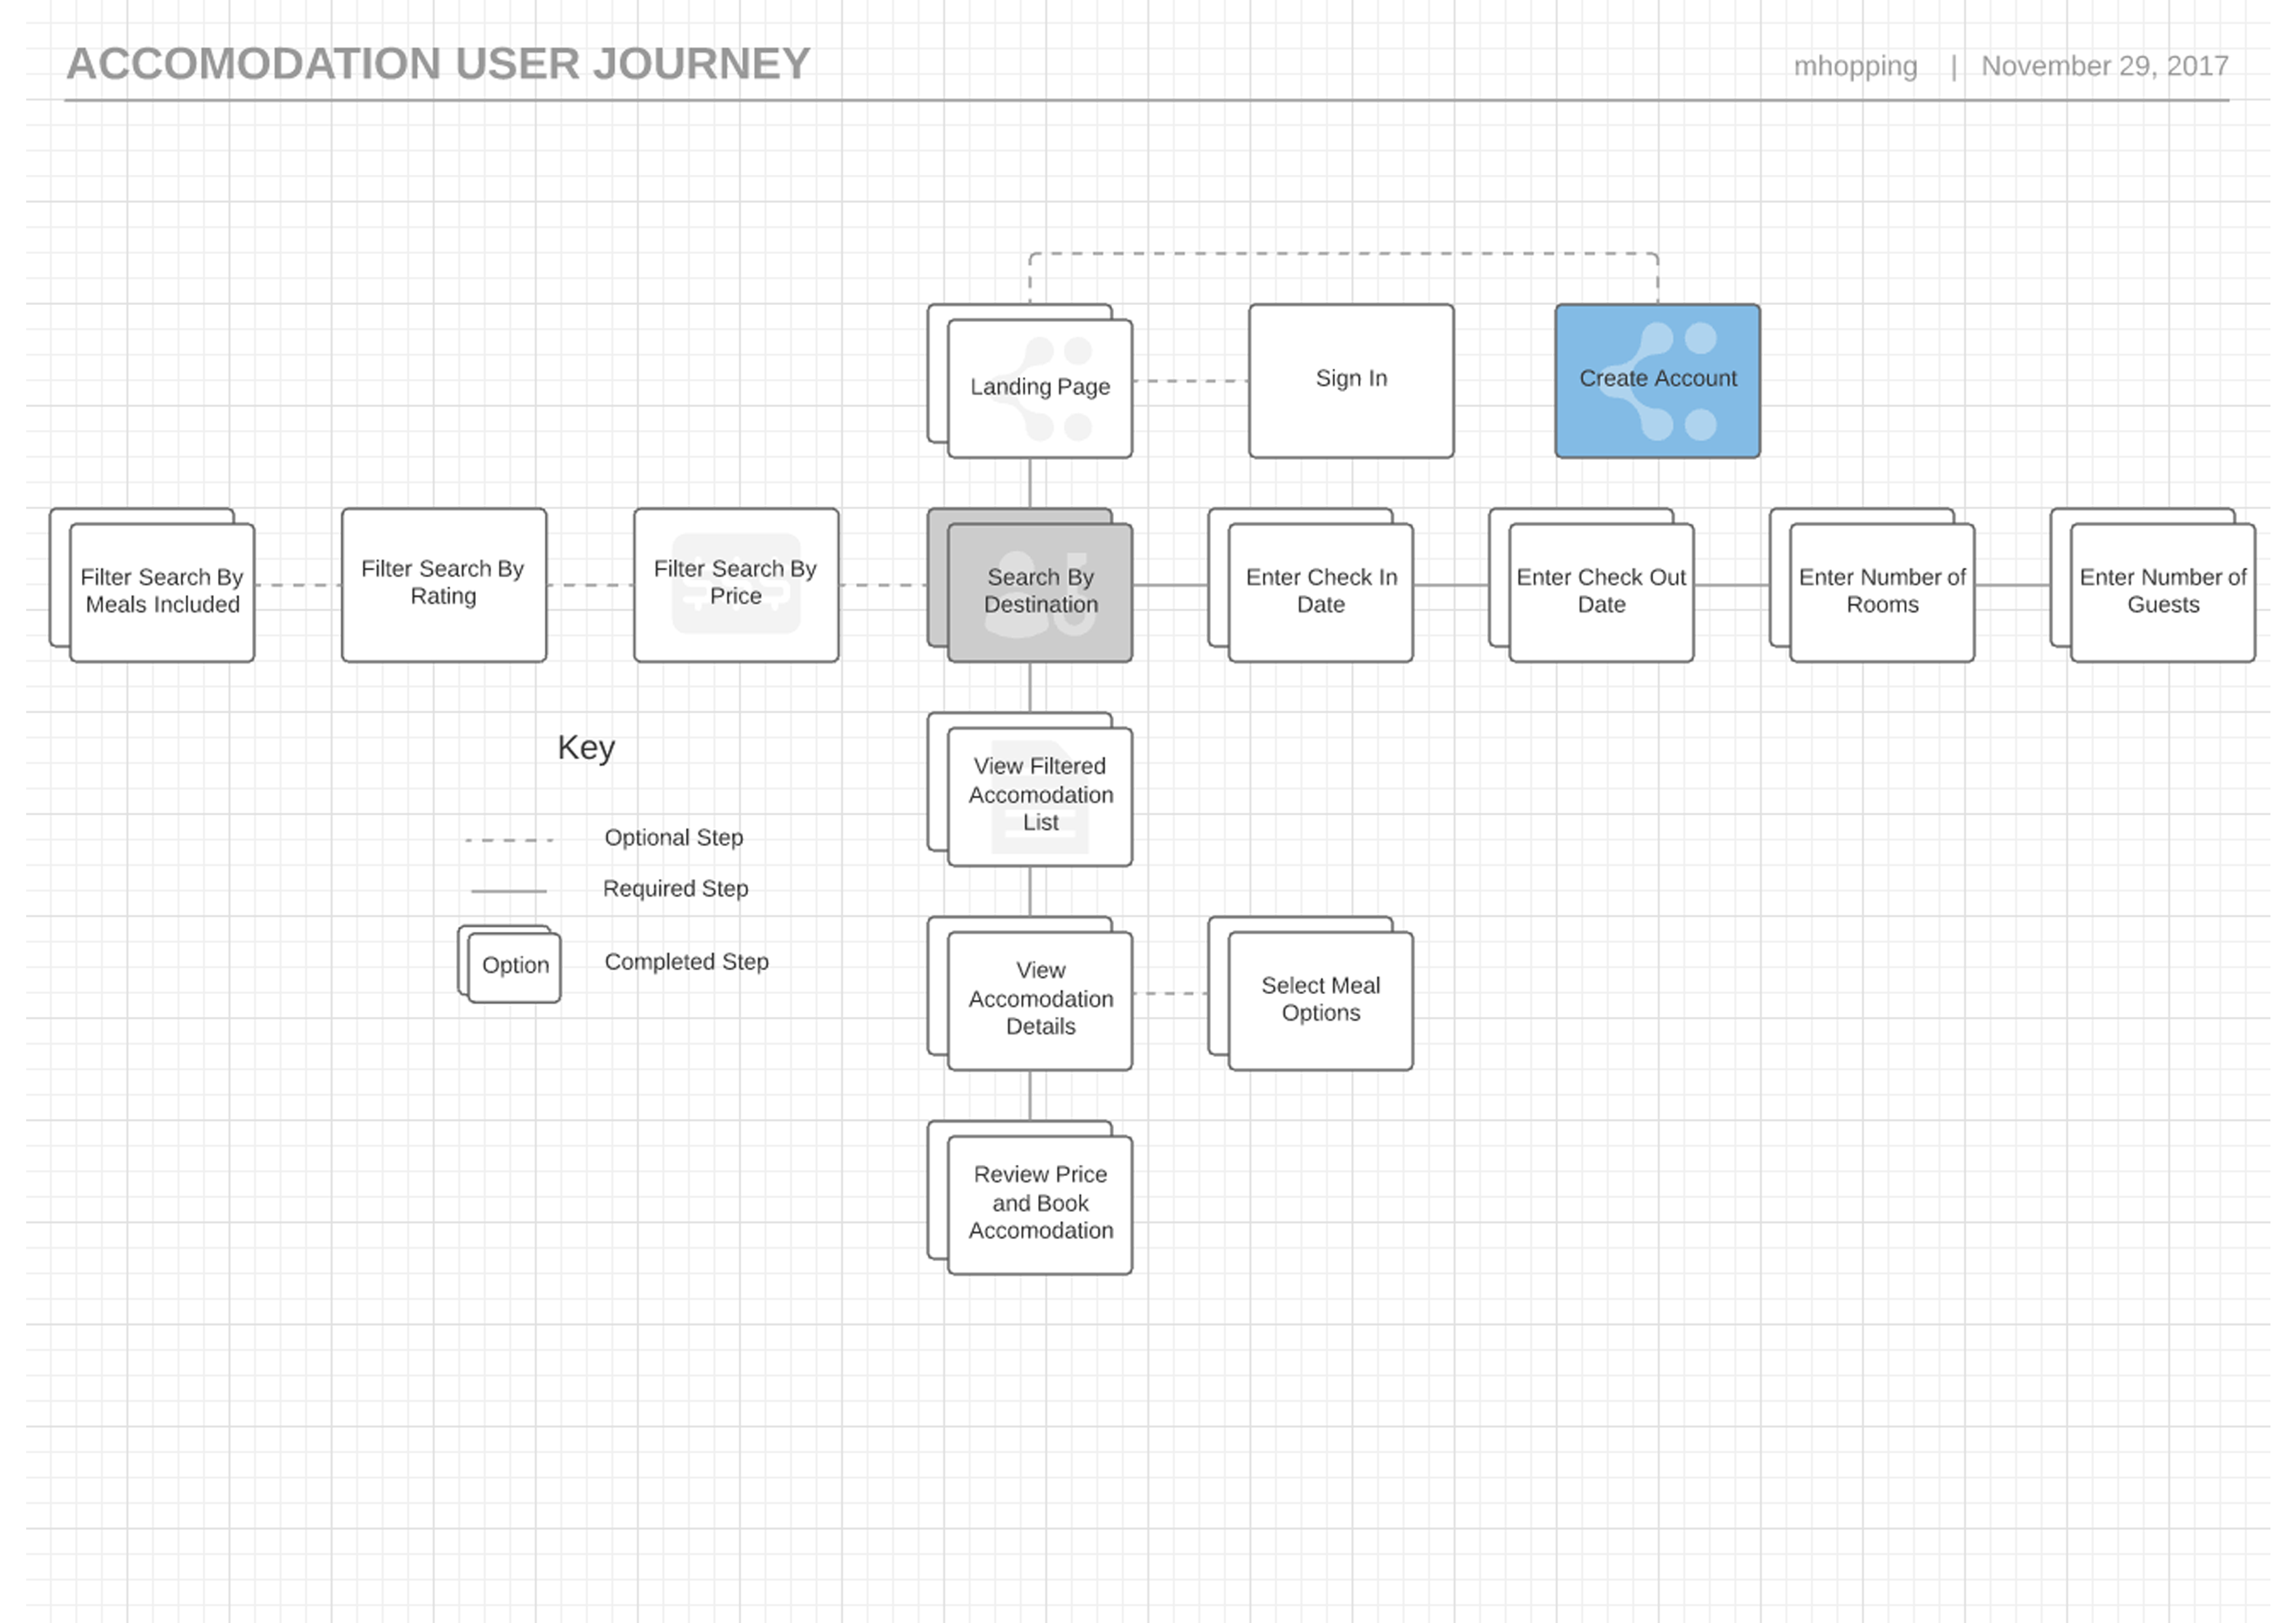 ACCOMODATION USER JOURNEY
mhopping | November 29, 2017
Landing Page
Sign In
Create Account
Filter Search By
Meals Included
Filter Search By
Rating
Filter Search By
Price
Search By
Destination
Enter Check In
Date
Enter Check Out
Date
Enter Number of
Rooms
Enter Number of
Guests
Key
Optional Step
Required Step
Option
Completed Step
View Filtered
Accomodation
List
View
Accomodation
Details
Select Meal
Options
Review Price
and Book
Accomodation